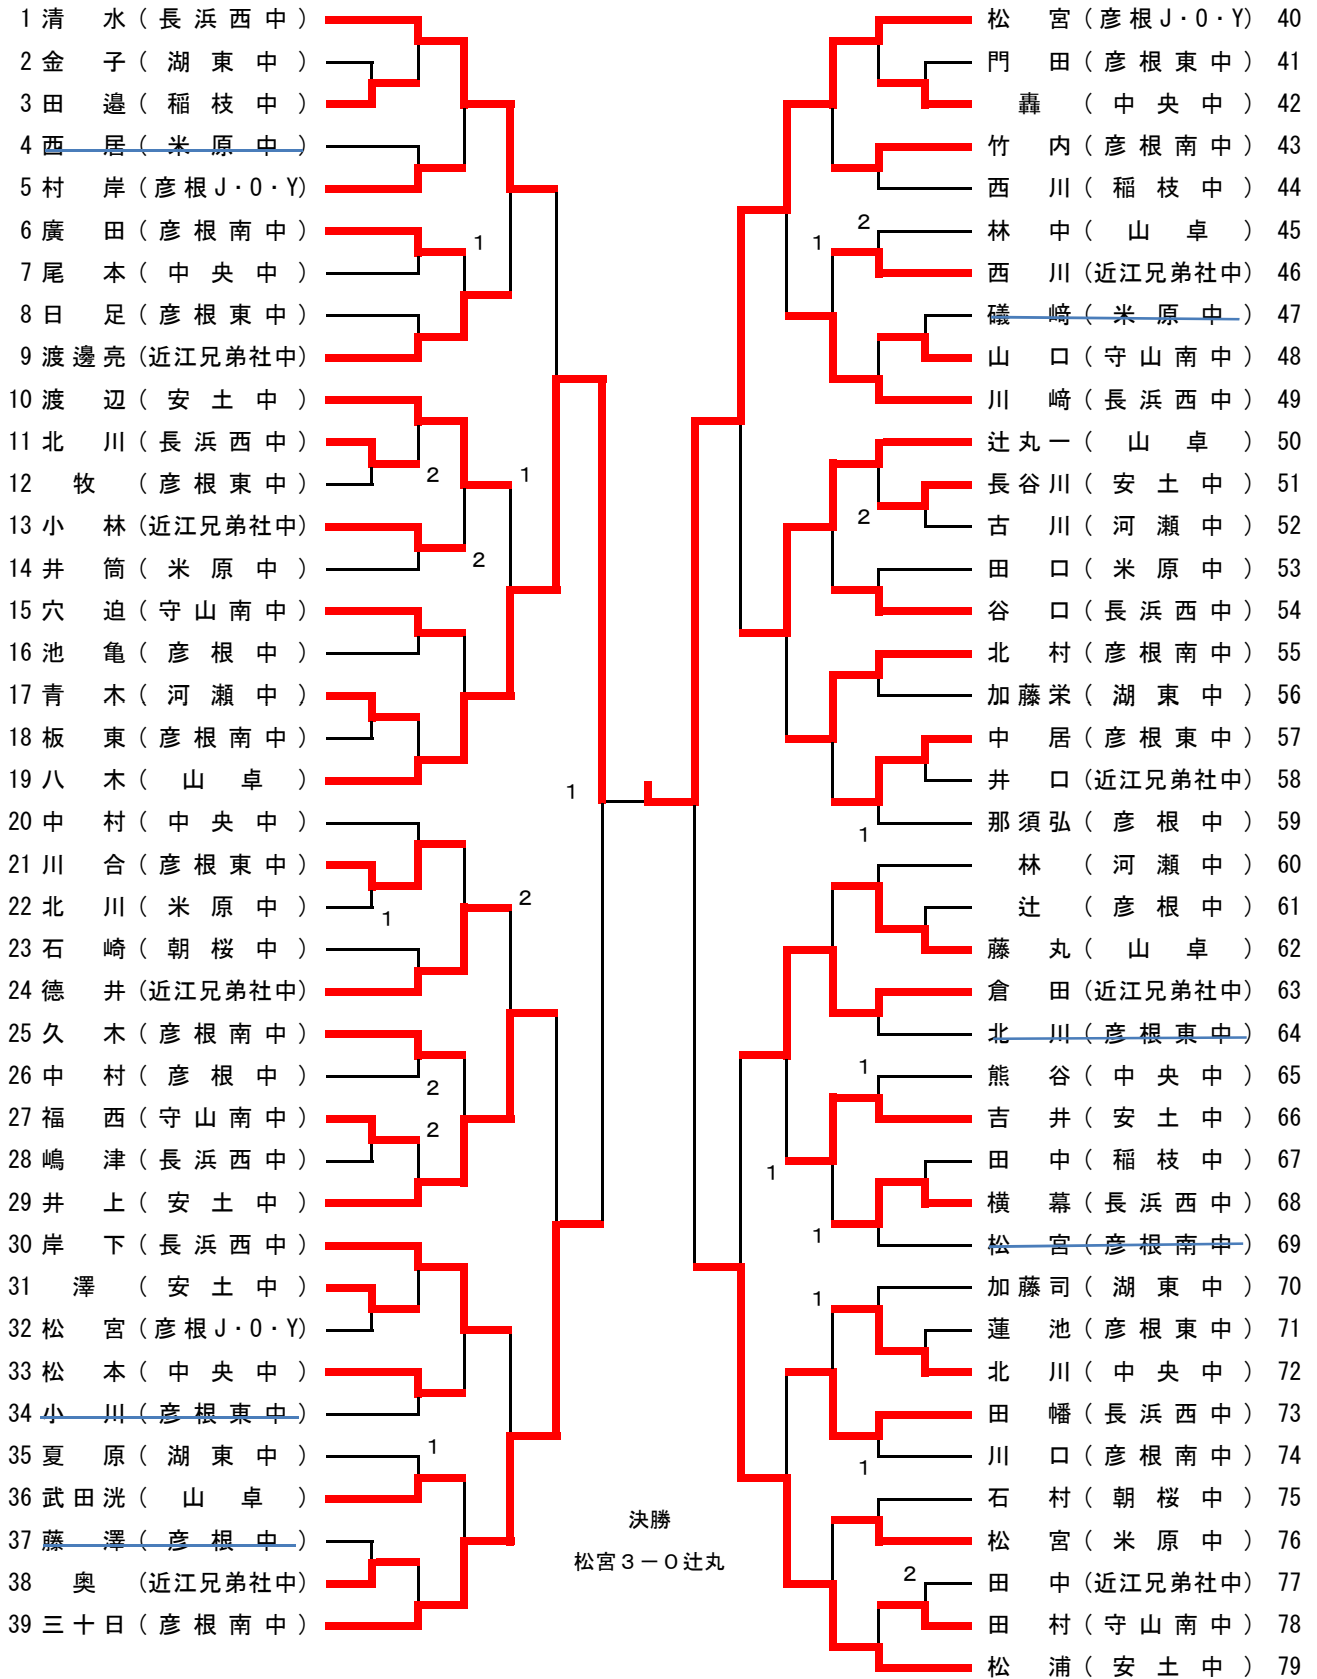 1 清 水 ( 長 浜 西 中 )
2 金 子 ( 湖 東 中 )
3 田 邉 ( 稲 枝 中 )
4 西 居 ( 米 原 中 )
5 村 岸 ( 彦 根 J・O・Y)
6 廣 田 ( 彦 根 南 中 )
7 尾 本 ( 中 央 中 )
8 日 足 ( 彦 根 東 中 )
9 渡 邊 亮 (近江兄弟社中)
10 渡 辺 ( 安 土 中 )
11 北 川 ( 長 浜 西 中 )
12 牧 ( 彦 根 東 中 )
13 小 林 (近江兄弟社中)
14 井 筒 ( 米 原 中 )
15 穴 迫 ( 守 山 南 中 )
16 池 亀 ( 彦 根 中 )
17 青 木 ( 河 瀬 中 )
18 板 東 ( 彦 根 南 中 )
19 八 木 ( 山 卓 )
20 中 村 ( 中 央 中 )
21 川 合 ( 彦 根 東 中 )
22 北 川 ( 米 原 中 )
23 石 崎 ( 朝 桜 中 )
24 德 井 (近江兄弟社中)
25 久 木 ( 彦 根 南 中 )
26 中 村 ( 彦 根 中 )
27 福 西 ( 守 山 南 中 )
28 嶋 津 ( 長 浜 西 中 )
29 井 上 ( 安 土 中 )
30 岸 下 ( 長 浜 西 中 )
31 澤 ( 安 土 中 )
32 松 宮 ( 彦 根 J・O・Y)
33 松 本 ( 中 央 中 )
34 小 川 ( 彦 根 東 中 )
35 夏 原 ( 湖 東 中 )
36 武 田 洸 ( 山 卓 )
37 藤 澤 ( 彦 根 中 )
38 奥 (近江兄弟社中)
39 三 十 日 ( 彦 根 南 中 )
1
2
1
2
1
2
2
2
1
1
決勝
松宮３－０辻丸
松 宮 ( 彦 根 J・O・Y) 40
門 田 ( 彦 根 東 中 ) 41
轟 ( 中 央 中 ) 42
竹 内 ( 彦 根 南 中 ) 43
西 川 ( 稲 枝 中 ) 44
林 中 ( 山 卓 ) 45
西 川 (近江兄弟社中) 46
礒 﨑 ( 米 原 中 ) 47
山 口 ( 守 山 南 中 ) 48
川 﨑 ( 長 浜 西 中 ) 49
辻 丸 一 ( 山 卓 ) 50
長 谷 川 ( 安 土 中 ) 51
古 川 ( 河 瀬 中 ) 52
田 口 ( 米 原 中 ) 53
谷 口 ( 長 浜 西 中 ) 54
北 村 ( 彦 根 南 中 ) 55
加 藤 栄 ( 湖 東 中 ) 56
中 居 ( 彦 根 東 中 ) 57
井 口 (近江兄弟社中) 58
那 須 弘 ( 彦 根 中 ) 59
林 ( 河 瀬 中 ) 60
辻 ( 彦 根 中 ) 61
藤 丸 ( 山 卓 ) 62
倉 田 (近江兄弟社中) 63
北 川 ( 彦 根 東 中 ) 64
熊 谷 ( 中 央 中 ) 65
吉 井 ( 安 土 中 ) 66
田 中 ( 稲 枝 中 ) 67
横 幕 ( 長 浜 西 中 ) 68
松 宮 ( 彦 根 南 中 ) 69
加 藤 司 ( 湖 東 中 ) 70
蓮 池 ( 彦 根 東 中 ) 71
北 川 ( 中 央 中 ) 72
田 幡 ( 長 浜 西 中 ) 73
川 口 ( 彦 根 南 中 ) 74
石 村 ( 朝 桜 中 ) 75
松 宮 ( 米 原 中 ) 76
田 中 (近江兄弟社中) 77
田 村 ( 守 山 南 中 ) 78
松 浦 ( 安 土 中 ) 79
2
1
2
1
1
1
1
1
1
2